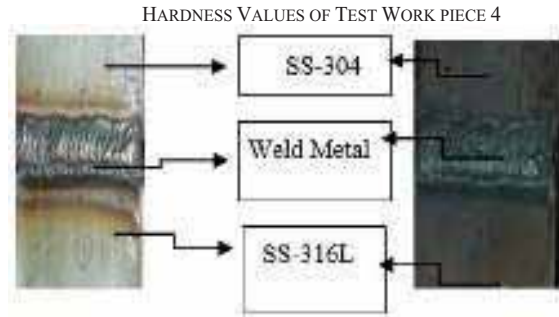 HARDNESS VALUES OF TEST WORK PIECE 4
SS-304
Weld Metal
SS-316L